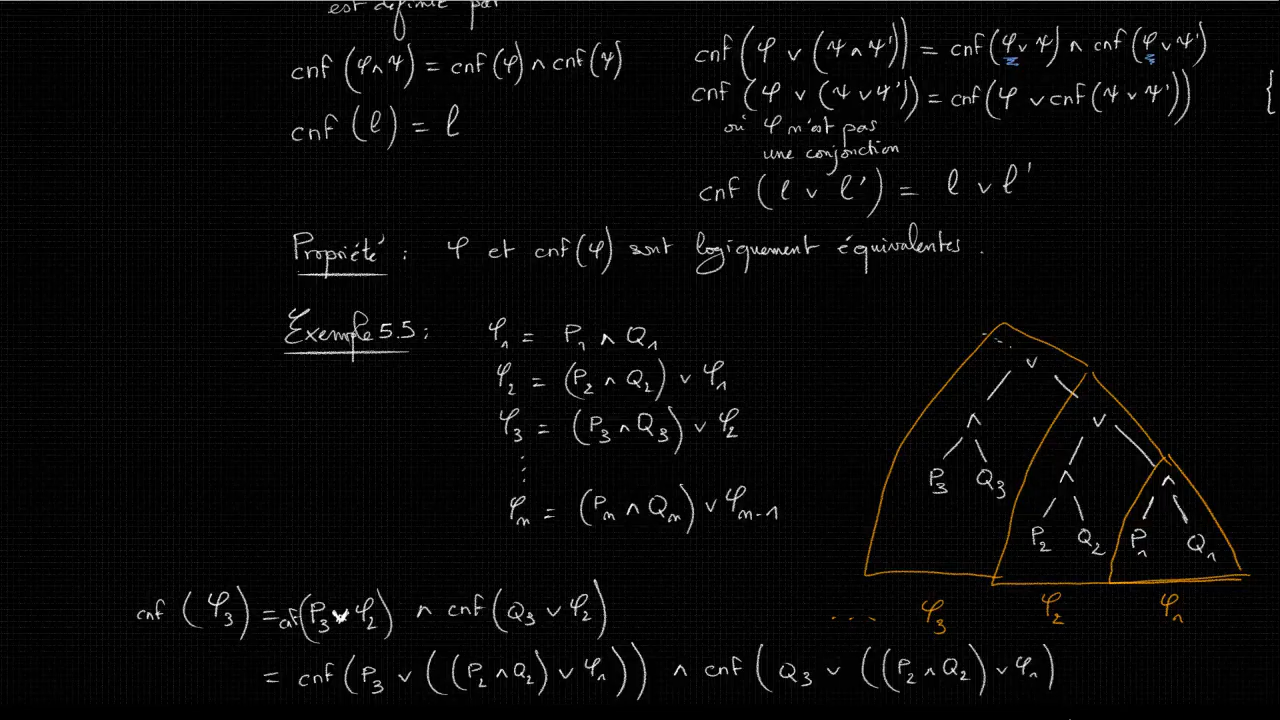 est définie par
cnf (φ∧ψ) = cnf(φ) ∧ cnf(ψ)
cnf (ℓ) = ℓ
cnf(φ ∨ (ψ ∧ ψ')) = cnf(φ∨ψ) ∧ cnf(φ∨ψ')
cnf (φ ∨ (ψ∨ψ')) = cnf(φ ∨ cnf(ψ ∨ ψ'))
où φ n'est pas
une conjonction
cnf (ℓ ∨ ℓ') = ℓ ∨ ℓ'
{
Propriété : φ et cnf(φ) sont logiquement équivalentes.
Exemple 5.5 : φ₁ = P₁ ∧ Q₁
φ₂ = (P₂ ∧ Q₂) ∨ φ₁
φ₃ = (P₃ ∧ Q₃) ∨ φ₂
⋮
φₙ = (Pₙ ∧ Qₙ) ∨ φₙ₋₁
∨
∧ ∨
P₃ Q₃ ∧ ∧
P₂ Q₂ P₁ Q₁
... φ₃ φ₂ φ₁
cnf (φ₃) = cnf(P₃ ∨ φ₂) ∧ cnf(Q₃ ∨ φ₂)
= cnf(P₃ ∨ ((P₂ ∧ Q₂) ∨ φ₁)) ∧ cnf(Q₃ ∨ ((P₂ ∧ Q₂) ∨ φ₁)